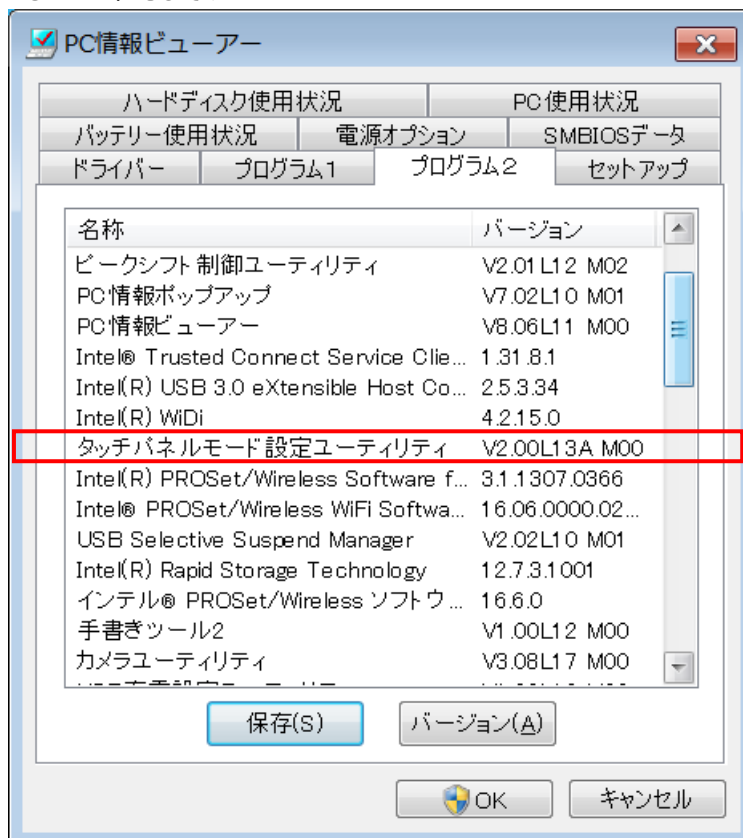 PC情報ビューアー
ハードディスク使用状況 PC使用状況
バッテリー使用状況 電源オプション SMBIOSデータ
ドライバー プログラム1 プログラム2 セットアップ
名称 バージョン
ピークシフト制御ユーティリティ V2.01L12 M02
PC情報ポップアップ V7.02L10 M01
PC情報ビューアー V8.06L11 M00
Intel® Trusted Connect Service Clie... 1.31.8.1
Intel(R) USB 3.0 eXtensible Host Co... 2.5.3.34
Intel(R) WiDi 4.2.15.0
タッチパネルモード設定ユーティリティ V2.00L13A M00
Intel(R) PROSet/Wireless Software f... 3.1.1307.0366
Intel® PROSet/Wireless WiFi Softwa... 16.06.0000.02...
USB Selective Suspend Manager V2.02L10 M01
Intel(R) Rapid Storage Technology 12.7.3.1001
インテル® PROSet/Wireless ソフトウ... 16.6.0
手書きツール2 V1.00L12 M00
カメラユーティリティ V3.08L17 M00
保存(S) バージョン(A)
OK キャンセル